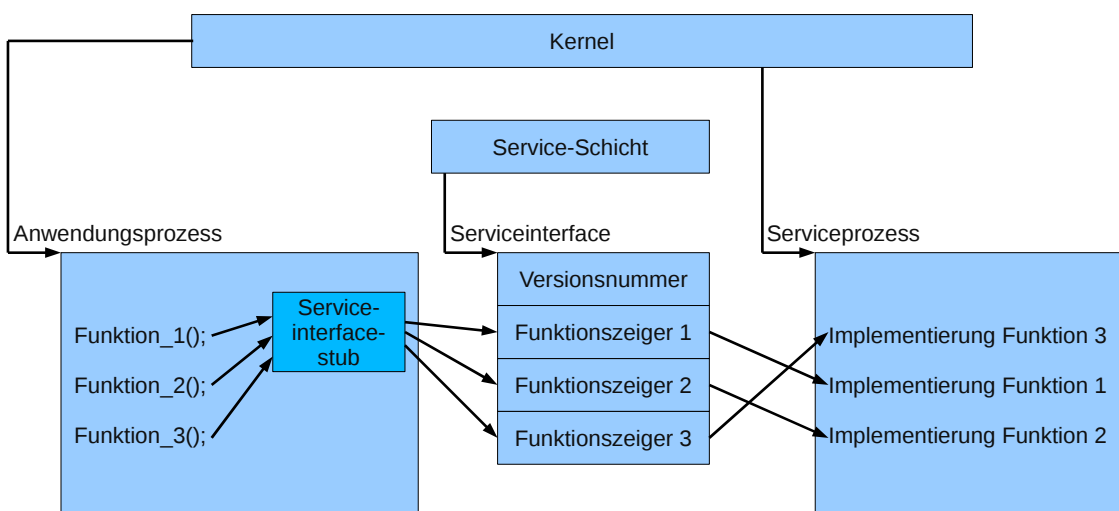 Kernel
Service-Schicht
Anwendungsprozess
Serviceinterface
Serviceprozess
Funktion_1();
Funktion_2();
Funktion_3();
Service-
interface-
stub
Versionsnummer
Funktionszeiger 1
Funktionszeiger 2
Funktionszeiger 3
Implementierung Funktion 3
Implementierung Funktion 1
Implementierung Funktion 2